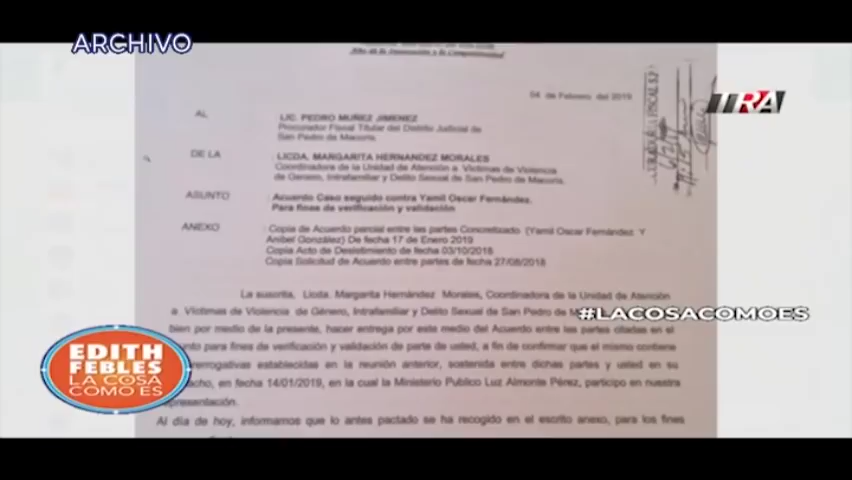 ARCHIVO
TRA
Año de la Innovación y la Competitividad
04 de Febrero del 2019
AL LIC. PEDRO MUÑEZ JIMENEZ
Procurador Fiscal Titular del Distrito Judicial de
San Pedro de Macorís.
DE LA : LICDA. MARGARITA HERNANDEZ MORALES
Coordinadora de la Unidad de Atención a Víctimas de Violencia
de Género, Intrafamiliar y Delito Sexual de San Pedro de Macorís.
ASUNTO : Acuerdo Caso seguido contra Yamil Oscar Fernández.
Para fines de verificación y validación
ANEXO : Copia de Acuerdo parcial entre las partes Concretizado (Yamil Oscar Fernández Y
Anibel González) De fecha 17 de Enero 2019
Copia Acto de Desistimiento de fecha 03/10/2018
Copia Solicitud de Acuerdo entre partes de fecha 27/08/2018
La suscrita, Licda. Margarita Hernández Morales, Coordinadora de la Unidad de Atención
a Víctimas de Violencia de Género, Intrafamiliar y Delito Sexual de San Pedro de
#LACOSACOMOES
bien por medio de la presente, hacer entrega por este medio del Acuerdo entre las partes citadas en el
para fines de verificación y validación de parte de usted, a fin de confirmar que el mismo contiene
establecidas en la reunión anterior, sostenida entre dichas partes y usted en su
en fecha 14/01/2019, en la cual la Ministerio Publico Luz Almonte Pérez, participo en nuestra
Al día de hoy, informamos que lo antes pactado se ha recogido en el escrito anexo, para los fines
EDITH
FEBLES
LA COSA
COMO ES